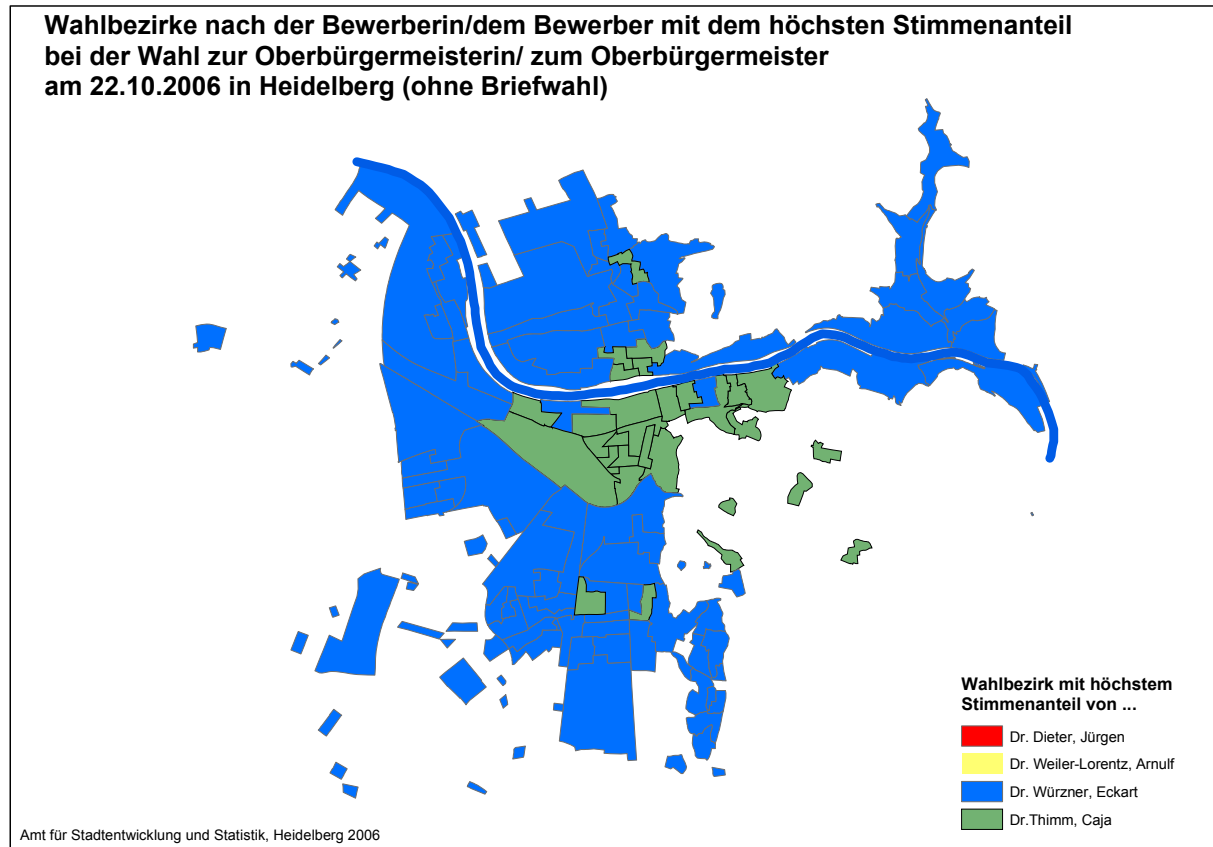 Wahlbezirke nach der Bewerberin/dem Bewerber mit dem höchsten Stimmenanteil
bei der Wahl zur Oberbürgermeisterin/ zum Oberbürgermeister
am 22.10.2006 in Heidelberg (ohne Briefwahl)
Wahlbezirk mit höchstem
Stimmenanteil von ...
Dr. Dieter, Jürgen
Dr. Weiler-Lorentz, Arnulf
Dr. Würzner, Eckart
Dr.Thimm, Caja
Amt für Stadtentwicklung und Statistik, Heidelberg 2006